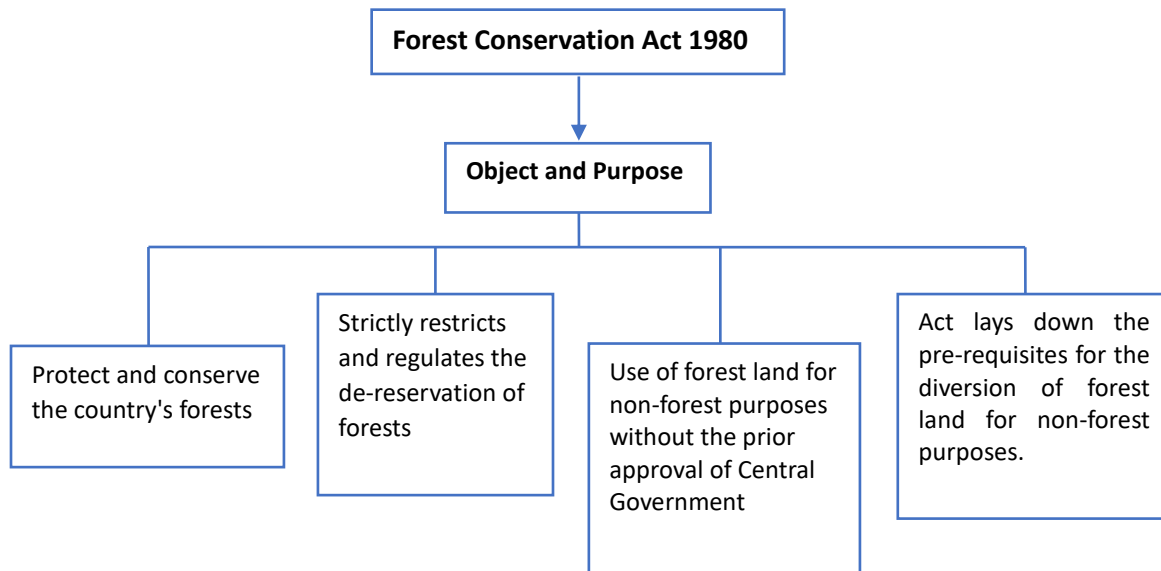 Forest Conservation Act 1980
Object and Purpose
Protect and conserve
the country's forests
Strictly restricts
and regulates the
de-reservation of
forests
Use of forest land for
non-forest purposes
without the prior
approval of Central
Government
Act lays down the
pre-requisites for the
diversion of forest
land for non-forest
purposes.